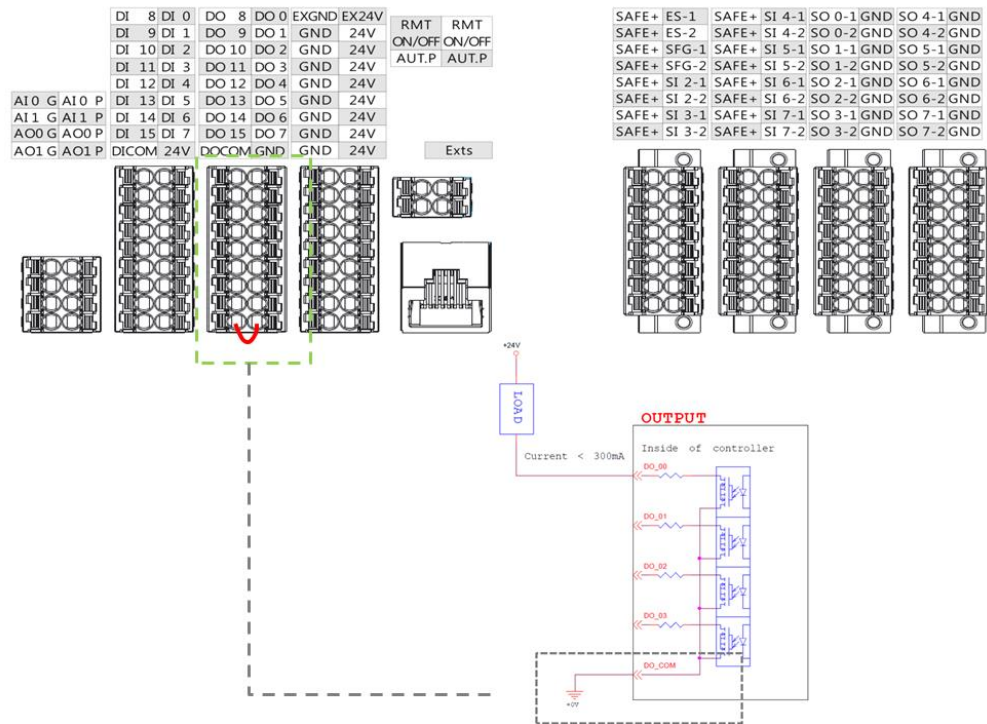 DI 8 DI 0 DO 8 DO 0 EXGND EX24V
DI 9 DI 1 DO 9 DO 1 GND 24V
DI 10 DI 2 DO 10 DO 2 GND 24V
DI 11 DI 3 DO 11 DO 3 GND 24V
DI 12 DI 4 DO 12 DO 4 GND 24V
AI0 G AI0 P DI 13 DI 5 DO 13 DO 5 GND 24V
AI1 G AI1 P DI 14 DI 6 DO 14 DO 6 GND 24V
AO0 G AO0 P DI 15 DI 7 DO 15 DO 7 GND 24V
AO1 G AO1 P DICOM 24V DOCOM GND GND 24V
RMT RMT
ON/OFF ON/OFF
AUT.P AUT.P
Exts
SAFE+ ES-1 SAFE+ SI 4-1 SO 0-1 GND SO 4-1 GND
SAFE+ ES-2 SAFE+ SI 4-2 SO 0-2 GND SO 4-2 GND
SAFE+ SFG-1 SAFE+ SI 5-1 SO 1-1 GND SO 5-1 GND
SAFE+ SFG-2 SAFE+ SI 5-2 SO 1-2 GND SO 5-2 GND
SAFE+ SI 2-1 SAFE+ SI 6-1 SO 2-1 GND SO 6-1 GND
SAFE+ SI 2-2 SAFE+ SI 6-2 SO 2-2 GND SO 6-2 GND
SAFE+ SI 3-1 SAFE+ SI 7-1 SO 3-1 GND SO 7-1 GND
SAFE+ SI 3-2 SAFE+ SI 7-2 SO 3-2 GND SO 7-2 GND
+24V
LOAD
OUTPUT
Inside of controller
Current < 300mA
DO_00
DO_01
DO_02
DO_03
DO_COM
+0V